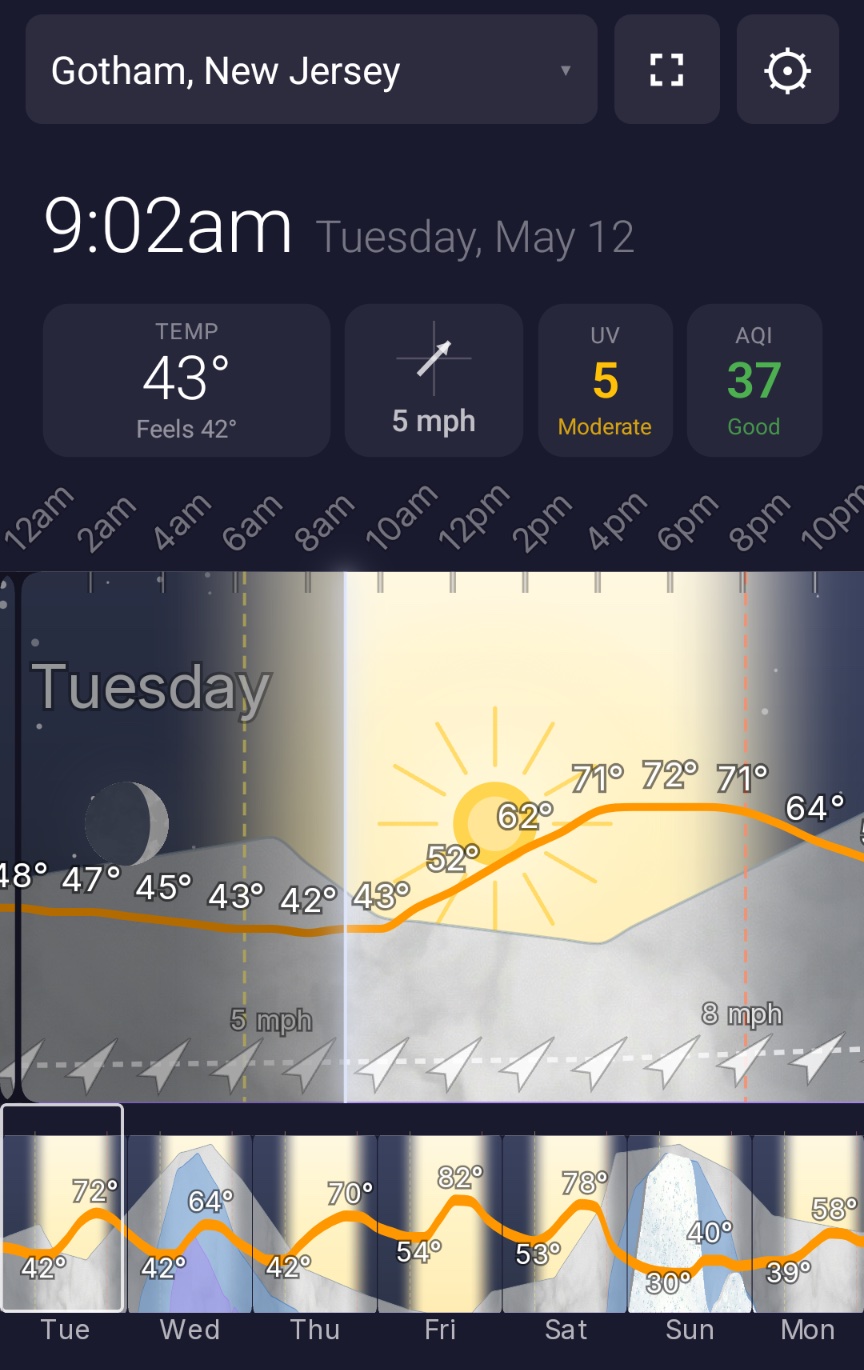 Gotham, New Jersey
9:02am Tuesday, May 12
TEMP
43°
Feels 42°
5 mph
UV
5
Moderate
AQI
37
Good
12am 2am 4am 6am 8am 10am 12pm 2pm 4pm 6pm 8pm 10pm
Tuesday
48° 47° 45° 43° 42° 43° 52° 62° 71° 72° 71° 64°
5 mph 8 mph
72° 64° 70° 82° 78° 40° 58°
42° 42° 42° 54° 53° 30° 39°
Tue Wed Thu Fri Sat Sun Mon